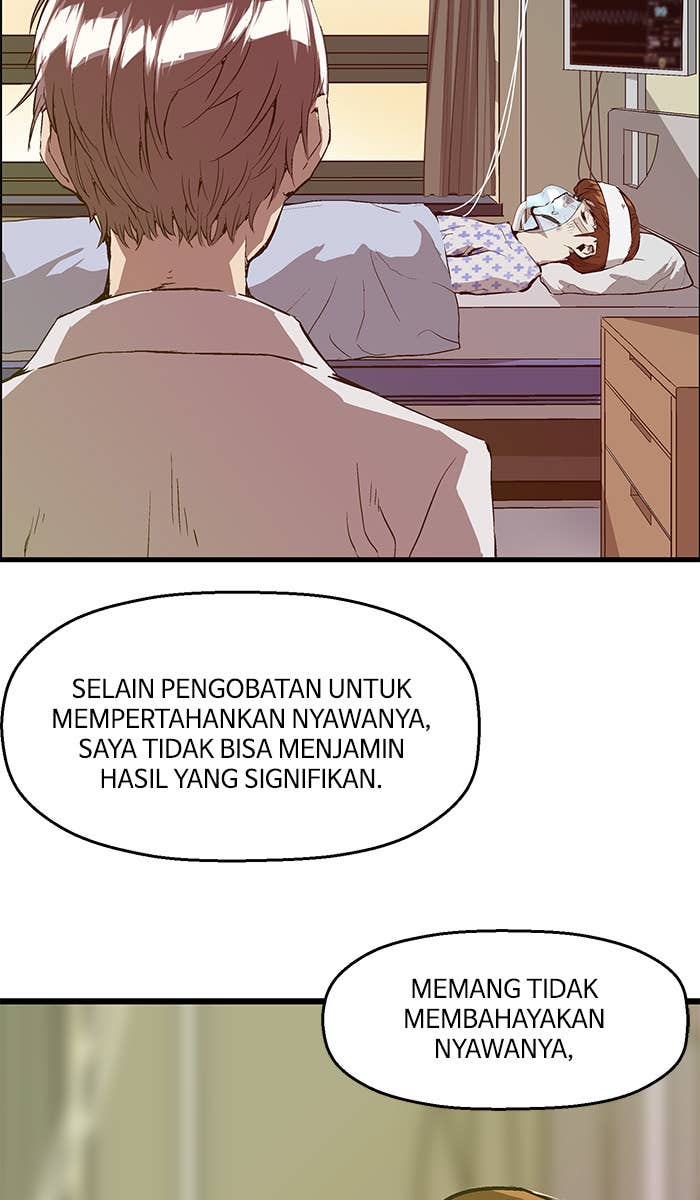 SELAIN PENGOBATAN UNTUK
MEMPERTAHANKAN NYAWANYA,
SAYA TIDAK BISA MENJAMIN
HASIL YANG SIGNIFIKAN.
MEMANG TIDAK
MEMBAHAYAKAN
NYAWANYA,